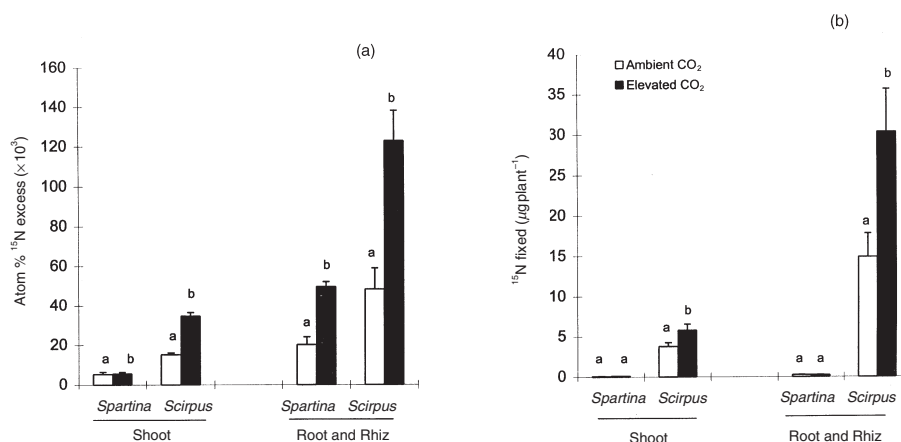 (a)
160
140
120
100
80
60
40
20
0
Atom % ¹⁵N excess (×10³)
a b
a b
a b
a b
Spartina Scirpus Spartina Scirpus
Shoot Root and Rhiz
(b)
Ambient CO₂
Elevated CO₂
40
35
30
25
20
15
10
5
0
¹⁵N fixed (µg plant⁻¹)
a a
a b
a a
a b
Spartina Scirpus Spartina Scirpus
Shoot Root and Rhiz